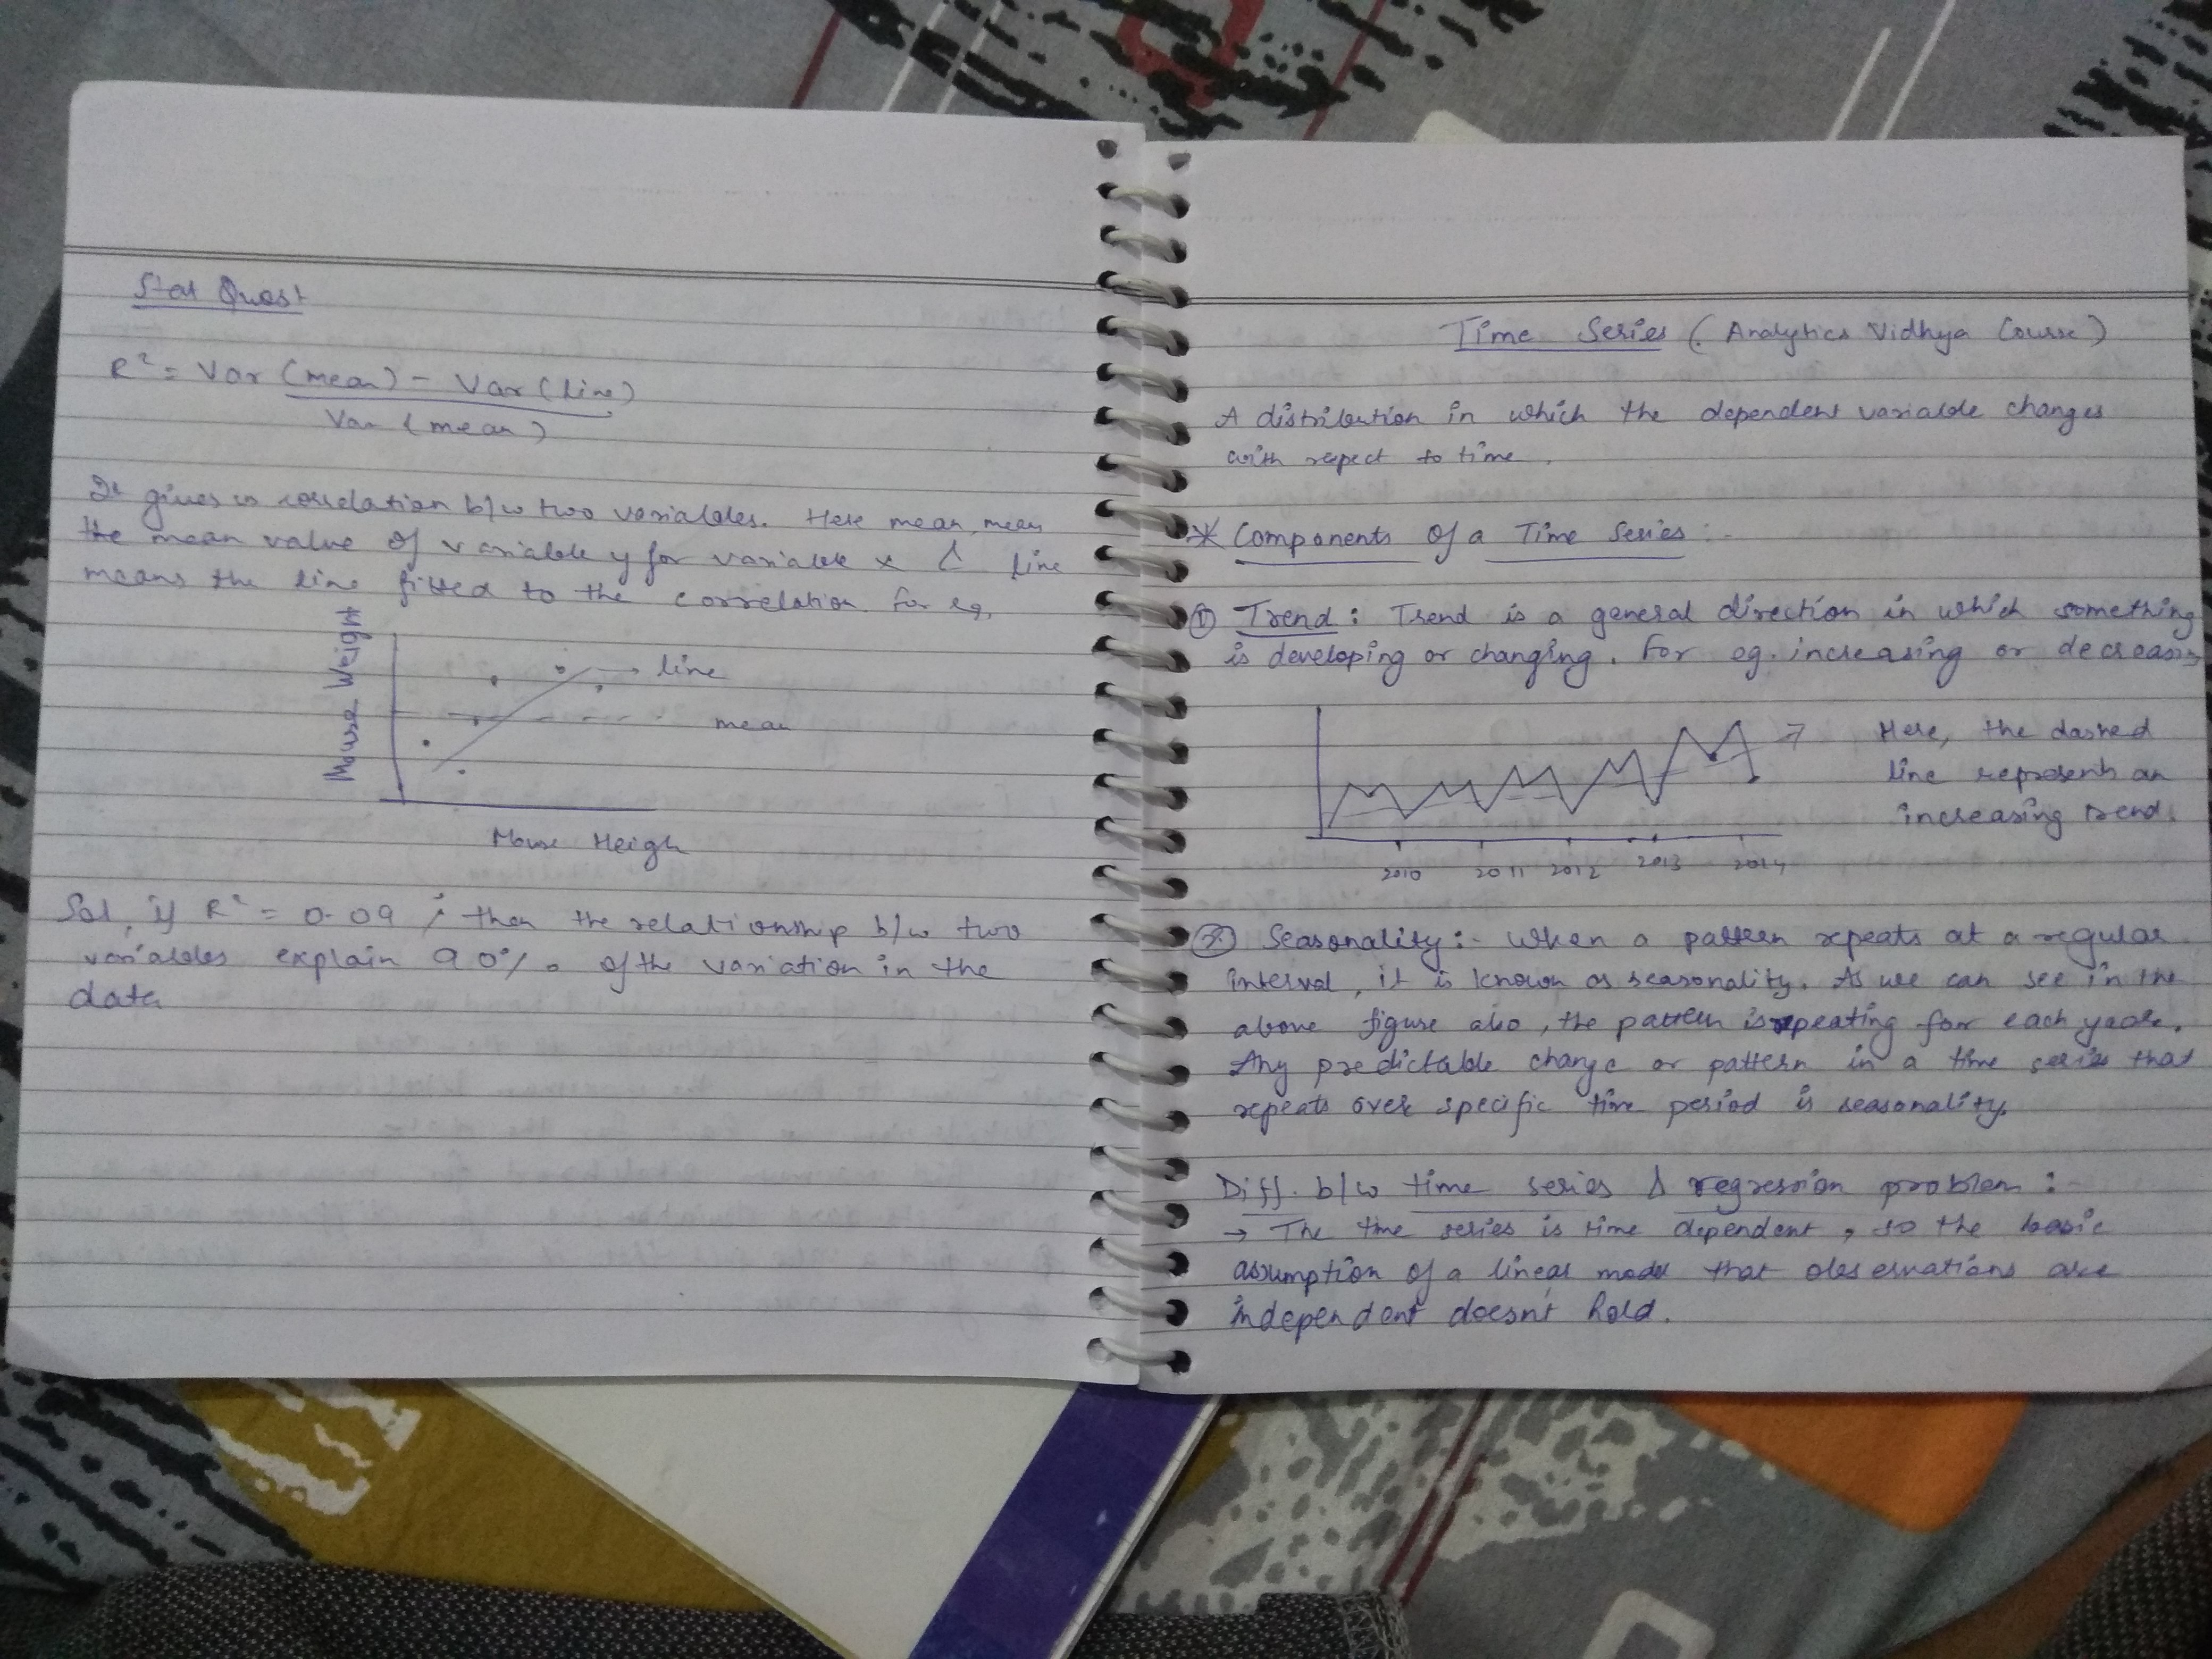 Stat Quest
R² = Var (mean) - Var (line)
Var (mean)
It gives us correlation b/w two variables. Here mean, mean
the mean value of variable y for variable x & line
means the line fitted to the correlation. For eg,
Mouse Weight
line
mean
Mouse Heigh
So, if R² = 0.09 ; then the relationship b/w two
variables explain 90% of the variation in the
data
Time Series (Analytics Vidhya Course)
A distribution in which the dependent variable changes
with repect to time.
* Components of a Time Series :-
① Trend : Trend is a general direction in which something
is developing or changing. For eg. increasing or decreasing
Here, the dashed
line represents an
increasing trend.
2010 2011 2012 2013 2014
② Seasonality :- When a pattern repeats at a regular
interval, it is known as seasonality. As we can see in the
above figure also, the pattern is repeating for each year.
Any predictable change or pattern in a time series that
repeats over specific time period is seasonality.
Diff. b/w time series & regression problem :-
→ The time series is time dependent, so the basic
assumption of a linear model that observations are
independent doesn't hold.